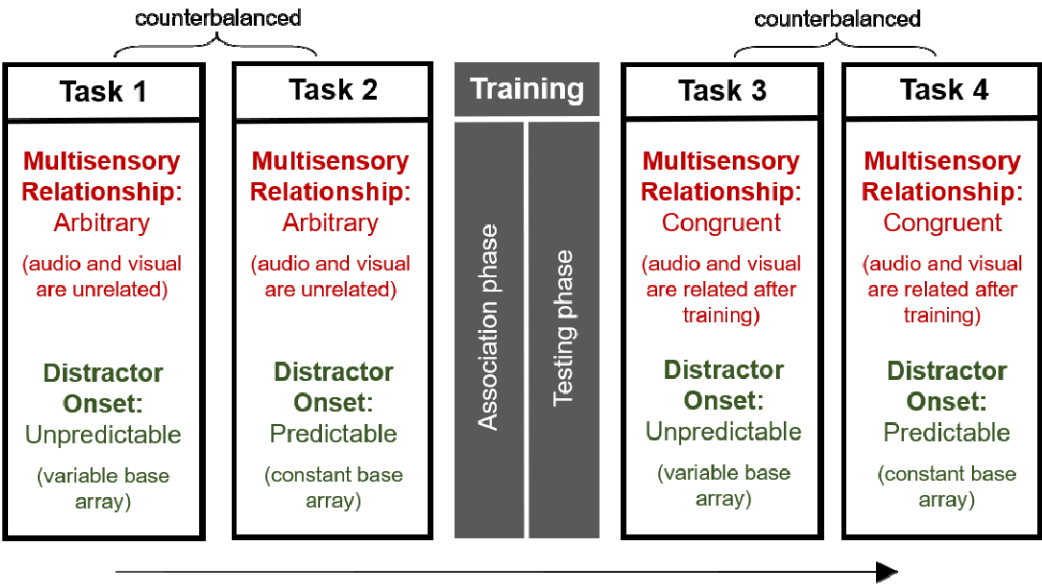 counterbalanced
counterbalanced
Task 1
Multisensory
Relationship:
Arbitrary
(audio and visual
are unrelated)
Distractor
Onset:
Unpredictable
(variable base
array)
Task 2
Multisensory
Relationship:
Arbitrary
(audio and visual
are unrelated)
Distractor
Onset:
Predictable
(constant base
array)
Training
Association phase
Testing phase
Task 3
Multisensory
Relationship:
Congruent
(audio and visual
are related after
training)
Distractor
Onset:
Unpredictable
(variable base
array)
Task 4
Multisensory
Relationship:
Congruent
(audio and visual
are related after
training)
Distractor
Onset:
Predictable
(constant base
array)